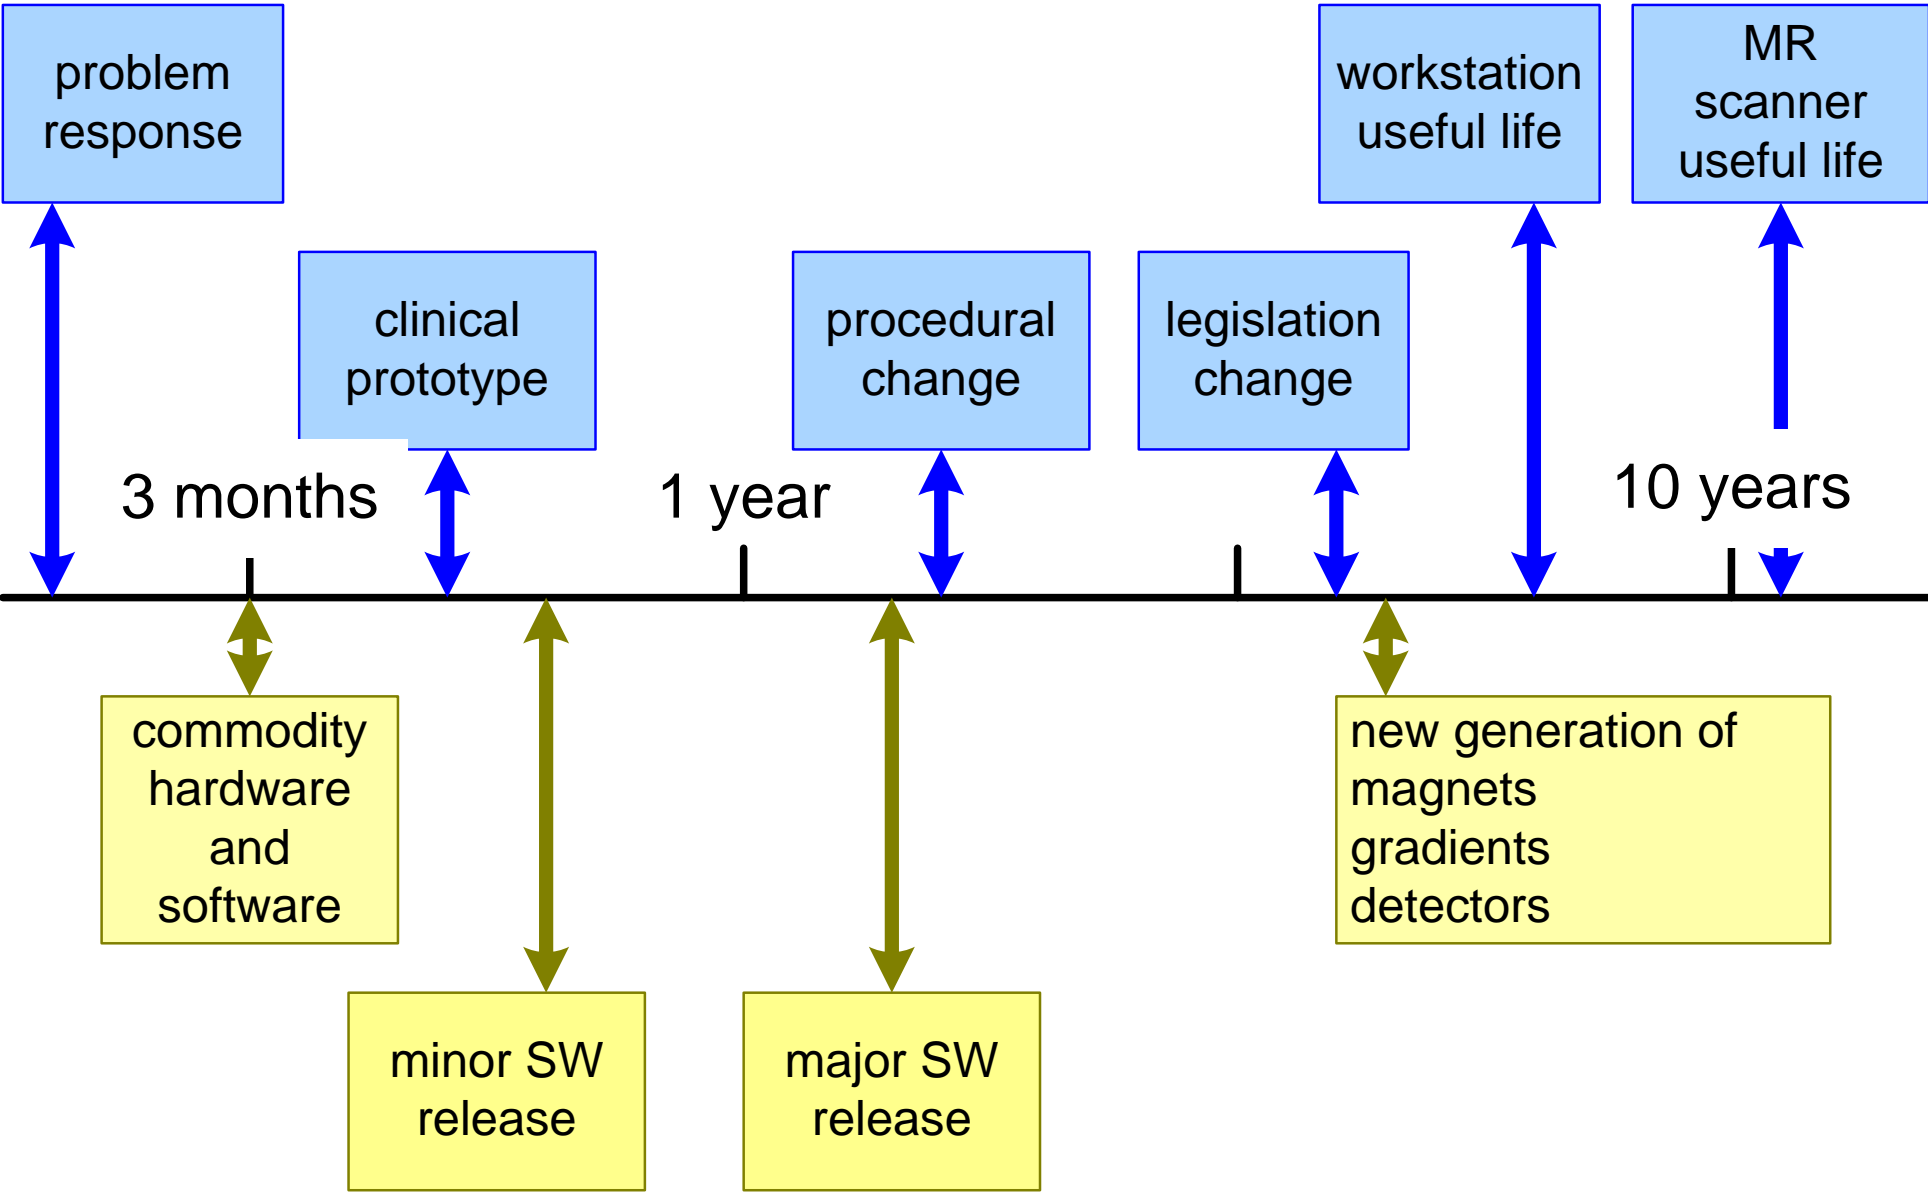 problem
response
workstation
useful life
MR
scanner
useful life
clinical
prototype
procedural
change
legislation
change
3 months
1 year
10 years
commodity
hardware
and
software
new generation of
magnets
gradients
detectors
minor SW
release
major SW
release